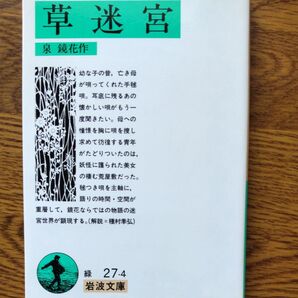 草迷宮
泉 鏡花作
幼な子の昔、亡き母
が唄ってくれた手毬
唄。耳底に残るあの
懐かしい唄がもう一
度聞きたい。母への
憧憬を胸に唄を捜し
求めて彷徨する青年
がたどりついたのは、
妖怪に護られた美女
の棲む荒屋敷だった。
毬つき唄を主軸に、
語りの時間・空間が
重層して、鏡花ならではの物語の迷
宮世界が顕現する。(解説=種村季弘)
緑 27-4
岩波文庫